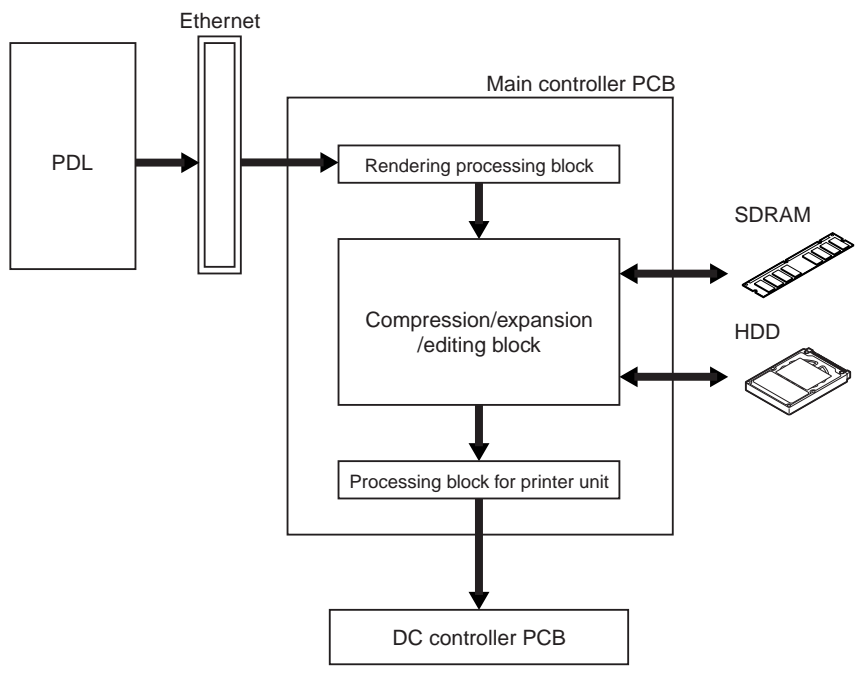 Ethernet
Main controller PCB
PDL
Rendering processing block
SDRAM
Compression/expansion
/editing block
HDD
Processing block for printer unit
DC controller PCB